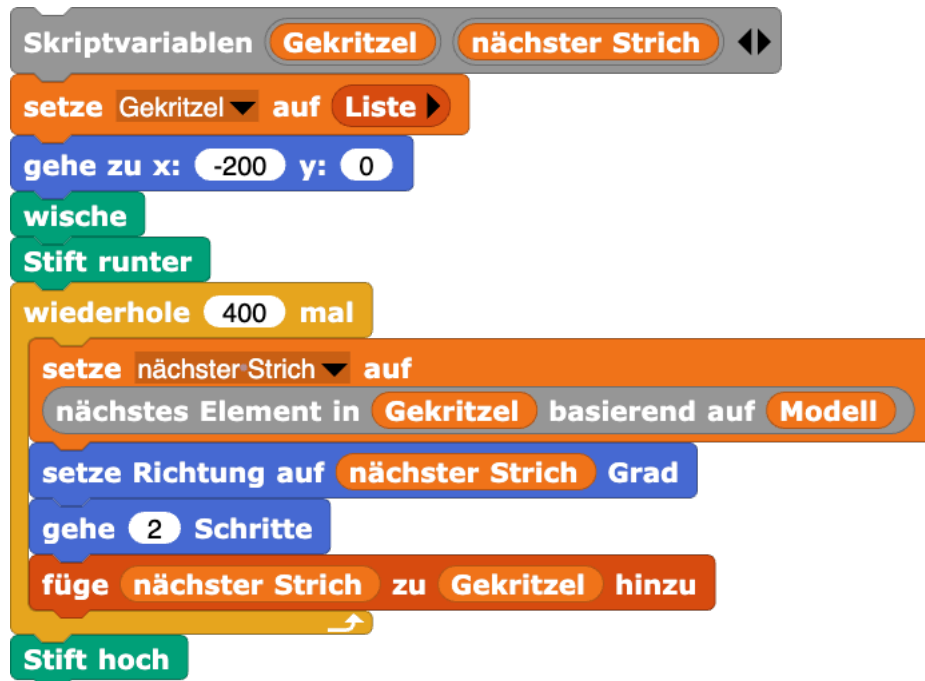 Skriptvariablen Gekritzel nächster Strich
setze Gekritzel auf Liste
gehe zu x: -200 y: 0
wische
Stift runter
wiederhole 400 mal
setze nächster Strich auf
nächstes Element in Gekritzel basierend auf Modell
setze Richtung auf nächster Strich Grad
gehe 2 Schritte
füge nächster Strich zu Gekritzel hinzu
Stift hoch